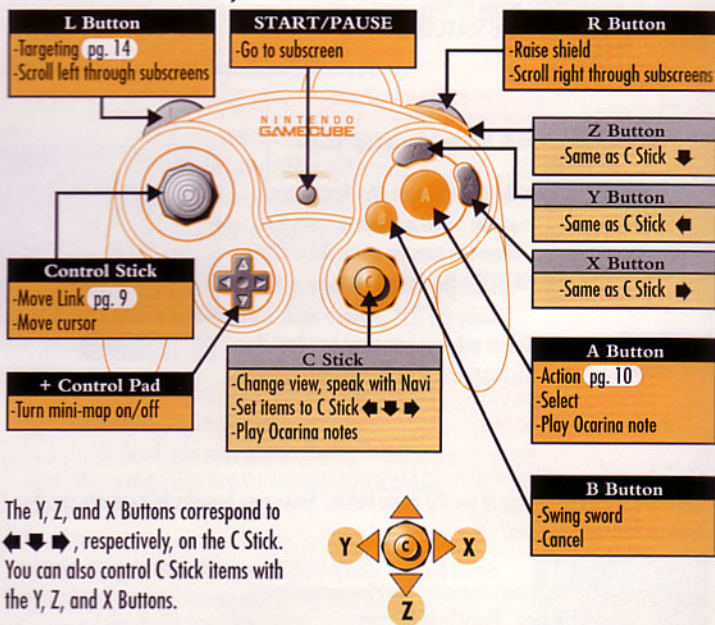 L Button
-Targeting pg. 14
-Scroll left through subscreens
START/PAUSE
-Go to subscreen
R Button
-Raise shield
-Scroll right through subscreens
NINTENDO
GAMECUBE
Z Button
-Same as C Stick 🡇
Y Button
-Same as C Stick 🡄
X Button
-Same as C Stick 🡆
Y
X
A
B
C
Control Stick
-Move Link pg. 9
-Move cursor
+ Control Pad
-Turn mini-map on/off
C Stick
-Change view, speak with Navi
-Set items to C Stick 🡄 🡇 🡆
-Play Ocarina notes
A Button
-Action pg. 10
-Select
-Play Ocarina note
B Button
-Swing sword
-Cancel
The Y, Z, and X Buttons correspond to
🡄 🡇 🡆, respectively, on the C Stick.
You can also control C Stick items with
the Y, Z, and X Buttons.
Y
C
X
Z